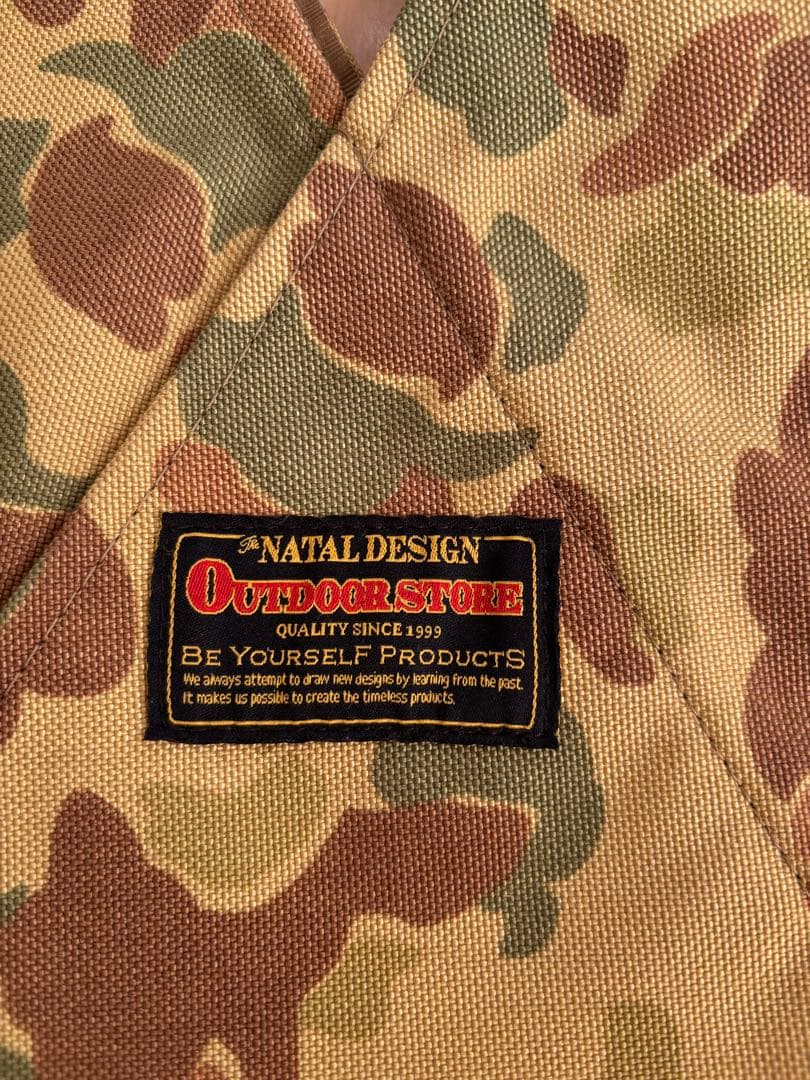 The NATAL DESIGN
OUTDOOR STORE
QUALITY SINCE 1999
BE YOURSELF PRODUCTS
We always attempt to draw new designs by learning from the past.
It makes us possible to create the timeless products.